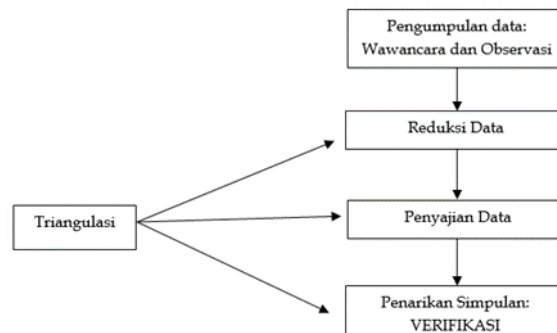 Pengumpulan data:
Wawancara dan Observasi
Reduksi Data
Triangulasi
Penyajian Data
Penarikan Simpulan:
VERIFIKASI